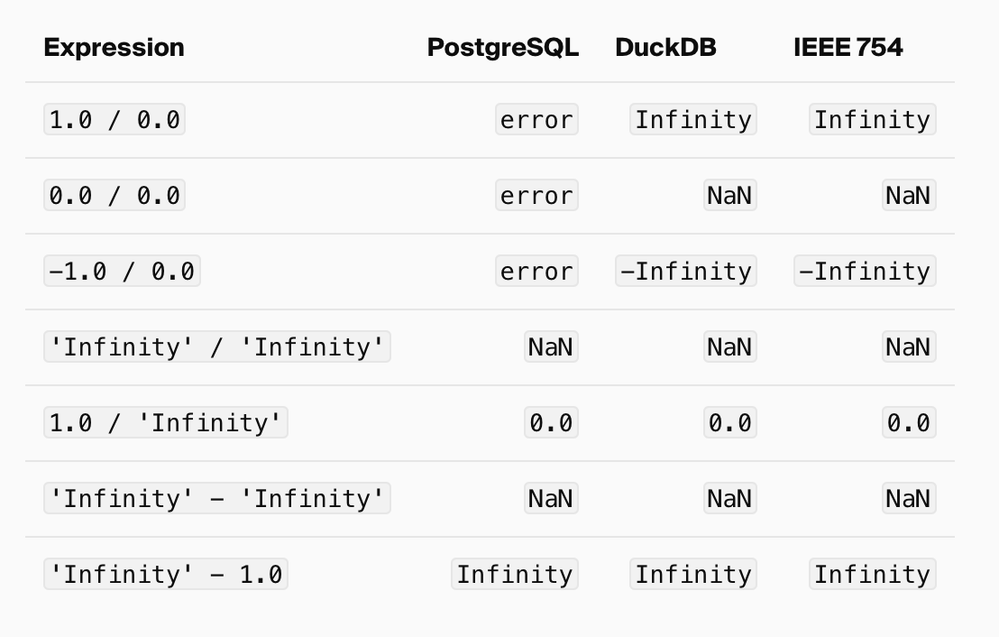 Expression PostgreSQL DuckDB IEEE 754
1.0 / 0.0 error Infinity Infinity
0.0 / 0.0 error NaN NaN
-1.0 / 0.0 error -Infinity -Infinity
'Infinity' / 'Infinity' NaN NaN NaN
1.0 / 'Infinity' 0.0 0.0 0.0
'Infinity' - 'Infinity' NaN NaN NaN
'Infinity' - 1.0 Infinity Infinity Infinity